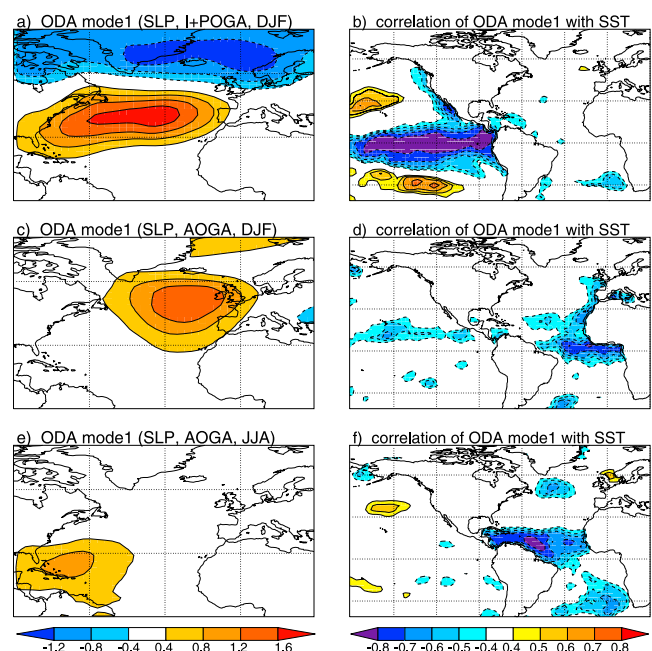 a) ODA mode1 (SLP, I+POGA, DJF)
b) correlation of ODA mode1 with SST
c) ODA mode1 (SLP, AOGA, DJF)
d) correlation of ODA mode1 with SST
e) ODA mode1 (SLP, AOGA, JJA)
f) correlation of ODA mode1 with SST
-1.2 -0.8 -0.4 0.4 0.8 1.2 1.6
-0.8 -0.7 -0.6 -0.5 -0.4 0.4 0.5 0.6 0.7 0.8